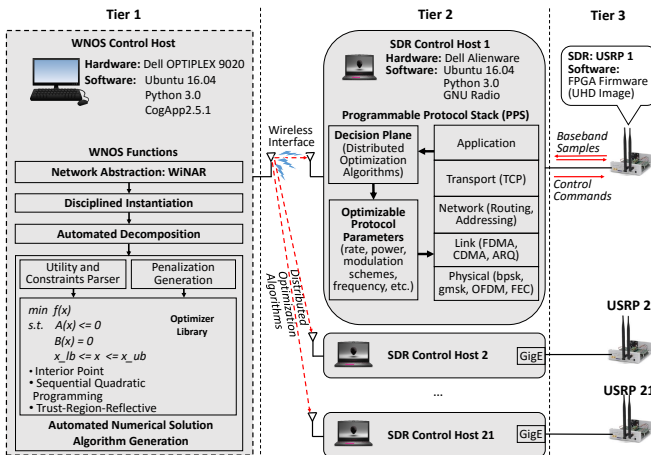 Tier 1
Tier 2
Tier 3
WNOS Control Host
Hardware: Dell OPTIPLEX 9020
Software: Ubuntu 16.04
Python 3.0
CogApp2.5.1
WNOS Functions
Network Abstraction: WiNAR
Disciplined Instantiation
Automated Decomposition
Utility and
Constraints Parser
Penalization
Generation
min f(x)
s.t. A(x) <= 0
B(x) = 0
x_lb <= x <= x_ub
Optimizer
Library
• Interior Point
• Sequential Quadratic
Programming
• Trust-Region-Reflective
Automated Numerical Solution
Algorithm Generation
Wireless
Interface
Distributed
Optimization
Algorithms
SDR Control Host 1
Hardware: Dell Alienware
Software: Ubuntu 16.04
Python 3.0
GNU Radio
Programmable Protocol Stack (PPS)
Decision Plane
(Distributed
Optimization
Algorithms)
Optimizable
Protocol
Parameters
(rate, power,
modulation
schemes,
frequency, etc.)
Application
Transport (TCP)
Network (Routing,
Addressing)
Link (FDMA,
CDMA, ARQ)
Physical (bpsk,
gmsk, OFDM, FEC)
SDR Control Host 2
GigE
...
SDR Control Host 21
GigE
SDR: USRP 1
Software:
FPGA Firmware
(UHD Image)
Baseband
Samples
Control
Commands
USRP 2
USRP 21